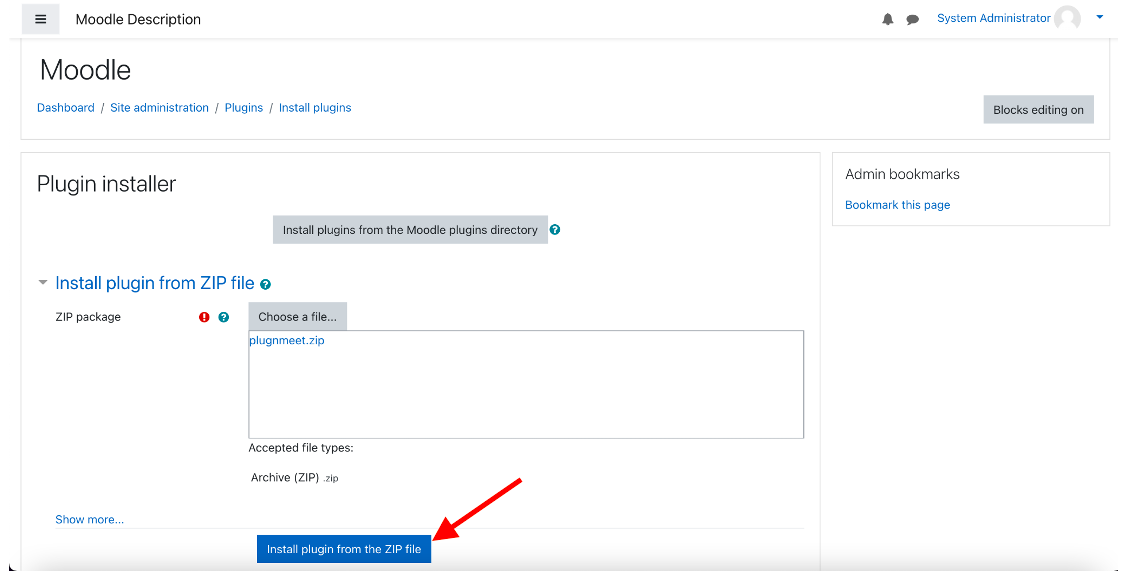 Moodle Description
System Administrator
Moodle
Dashboard / Site administration / Plugins / Install plugins
Blocks editing on
Plugin installer
Install plugins from the Moodle plugins directory
Install plugin from ZIP file
ZIP package
Choose a file...
plugnmeet.zip
Accepted file types:
Archive (ZIP) .zip
Show more...
Install plugin from the ZIP file
Admin bookmarks
Bookmark this page